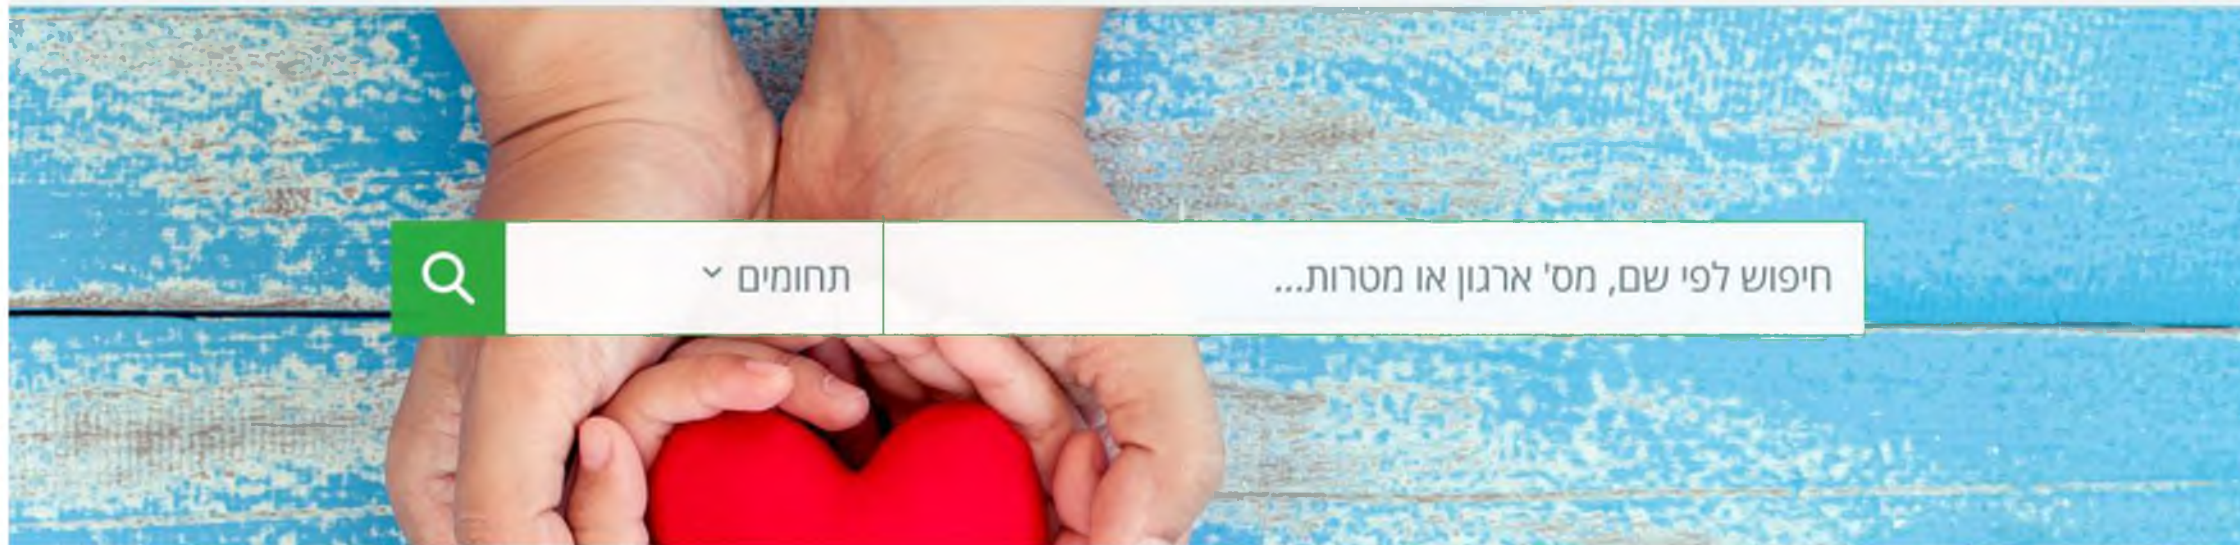 חיפוש לפי שם, מס' ארגון או מטרות...
תחומים